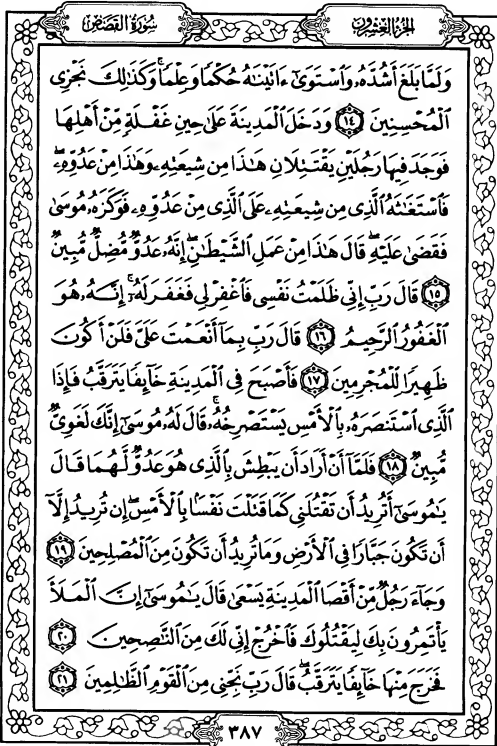 الجزء العشرون
سورة القصص
وَلَمَّا بَلَغَ أَشُدَّهُۥ وَٱسْتَوَىٰٓ ءَاتَيْنَٰهُ حُكْمًا وَعِلْمًا ۚ وَكَذَٰلِكَ نَجْزِى
ٱلْمُحْسِنِينَ ١٤ وَدَخَلَ ٱلْمَدِينَةَ عَلَىٰ حِينِ غَفْلَةٍ مِّنْ أَهْلِهَا
فَوَجَدَ فِيهَا رَجُلَيْنِ يَقْتَتِلَانِ هَٰذَا مِن شِيعَتِهِۦ وَهَٰذَا مِنْ عَدُوِّهِۦ ۖ
فَٱسْتَغَٰثَهُ ٱلَّذِى مِن شِيعَتِهِۦ عَلَى ٱلَّذِى مِنْ عَدُوِّهِۦ فَوَكَزَهُۥ مُوسَىٰ
فَقَضَىٰ عَلَيْهِ ۖ قَالَ هَٰذَا مِنْ عَمَلِ ٱلشَّيْطَٰنِ ۖ إِنَّهُۥ عَدُوٌّ مُّضِلٌّ مُّبِينٌ
١٥ قَالَ رَبِّ إِنِّى ظَلَمْتُ نَفْسِى فَٱغْفِرْ لِى فَغَفَرَ لَهُۥٓ ۚ إِنَّهُۥ هُوَ
ٱلْغَفُورُ ٱلرَّحِيمُ ١٦ قَالَ رَبِّ بِمَآ أَنْعَمْتَ عَلَىَّ فَلَنْ أَكُونَ
ظَهِيرًا لِّلْمُجْرِمِينَ ١٧ فَأَصْبَحَ فِى ٱلْمَدِينَةِ خَآئِفًا يَتَرَقَّبُ فَإِذَا
ٱلَّذِى ٱسْتَنصَرَهُۥ بِٱلْأَمْسِ يَسْتَصْرِخُهُۥ ۚ قَالَ لَهُۥ مُوسَىٰٓ إِنَّكَ لَغَوِىٌّ
مُّبِينٌ ١٨ فَلَمَّآ أَنْ أَرَادَ أَن يَبْطِشَ بِٱلَّذِى هُوَ عَدُوٌّ لَّهُمَا قَالَ
يَٰمُوسَىٰٓ أَتُرِيدُ أَن تَقْتُلَنِى كَمَا قَتَلْتَ نَفْسًۢا بِٱلْأَمْسِ ۖ إِن تُرِيدُ إِلَّآ
أَن تَكُونَ جَبَّارًا فِى ٱلْأَرْضِ وَمَا تُرِيدُ أَن تَكُونَ مِنَ ٱلْمُصْلِحِينَ ١٩
وَجَآءَ رَجُلٌ مِّنْ أَقْصَا ٱلْمَدِينَةِ يَسْعَىٰ قَالَ يَٰمُوسَىٰٓ إِنَّ ٱلْمَلَأَ
يَأْتَمِرُونَ بِكَ لِيَقْتُلُوكَ فَٱخْرُجْ إِنِّى لَكَ مِنَ ٱلنَّٰصِحِينَ ٢٠
فَخَرَجَ مِنْهَا خَآئِفًا يَتَرَقَّبُ ۖ قَالَ رَبِّ نَجِّنِى مِنَ ٱلْقَوْمِ ٱلظَّٰلِمِينَ ٢١
٣٨٧